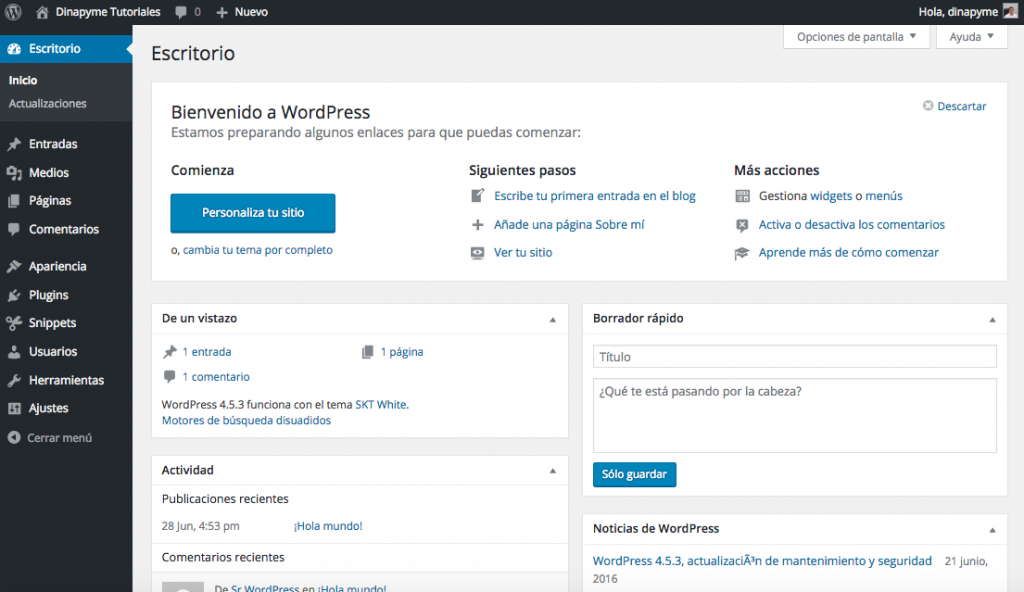 Dinapyme Tutoriales 0 Nuevo Hola, dinapyme
Opciones de pantalla Ayuda
Escritorio
Inicio
Actualizaciones
Entradas
Medios
Páginas
Comentarios
Apariencia
Plugins
Snippets
Usuarios
Herramientas
Ajustes
Cerrar menú
Escritorio
Bienvenido a WordPress
Descartar
Estamos preparando algunos enlaces para que puedas comenzar:
Comienza
Personaliza tu sitio
o, cambia tu tema por completo
Siguientes pasos
Escribe tu primera entrada en el blog
Añade una página Sobre mí
Ver tu sitio
Más acciones
Gestiona widgets o menús
Activa o desactiva los comentarios
Aprende más de cómo comenzar
De un vistazo
1 entrada 1 página
1 comentario
WordPress 4.5.3 funciona con el tema SKT White.
Motores de búsqueda disuadidos
Actividad
Publicaciones recientes
28 Jun, 4:53 pm ¡Hola mundo!
Comentarios recientes
De Sr WordPress en ¡Hola mundo!
Borrador rápido
Título
¿Qué te está pasando por la cabeza?
Sólo guardar
Noticias de WordPress
WordPress 4.5.3, actualizaciÃ³n de mantenimiento y seguridad 21 junio,
2016